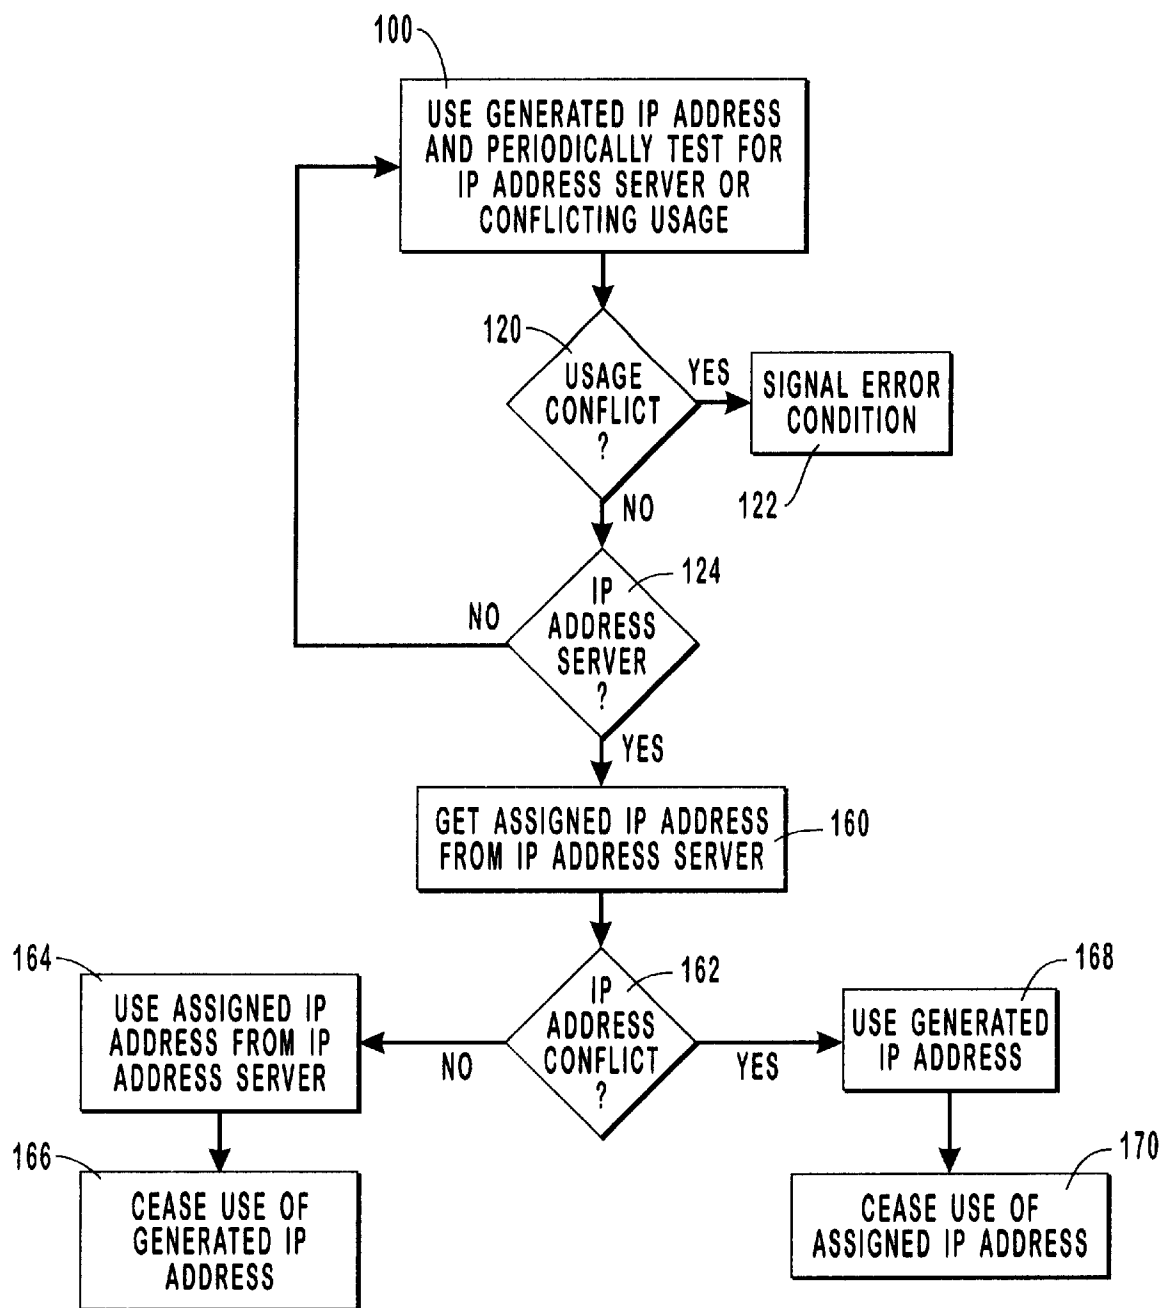 100
USE GENERATED IP ADDRESS
AND PERIODICALLY TEST FOR
IP ADDRESS SERVER OR
CONFLICTING USAGE
120
USAGE
CONFLICT
?
YES
SIGNAL ERROR
CONDITION
122
NO
124
IP
ADDRESS
SERVER
?
NO
YES
GET ASSIGNED IP ADDRESS
FROM IP ADDRESS SERVER
160
162
IP
ADDRESS
CONFLICT
?
NO
YES
164
USE ASSIGNED IP
ADDRESS FROM IP
ADDRESS SERVER
168
USE GENERATED
IP ADDRESS
166
CEASE USE OF
GENERATED IP
ADDRESS
170
CEASE USE OF
ASSIGNED IP ADDRESS